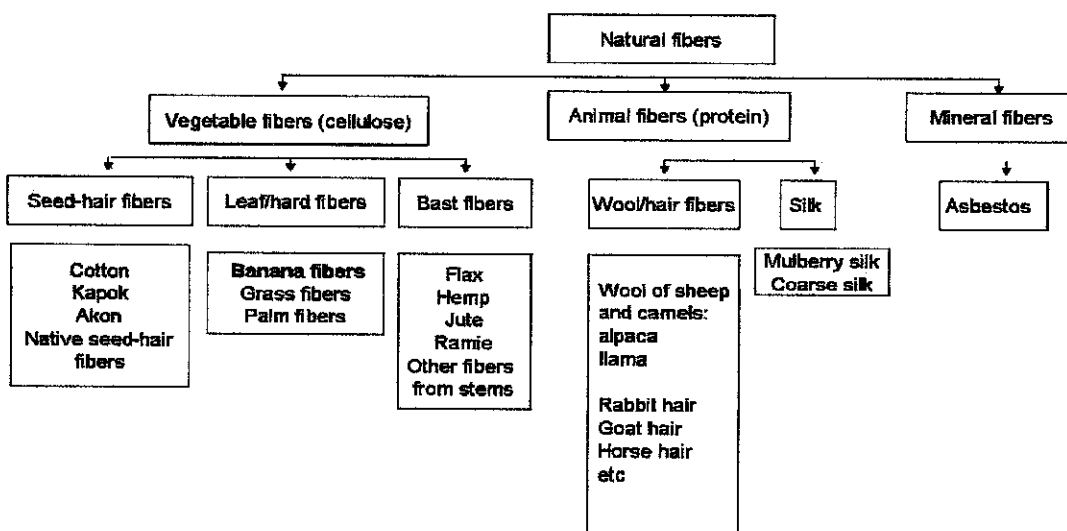 Natural fibers
Vegetable fibers (cellulose)
Animal fibers (protein)
Mineral fibers
Seed-hair fibers
Leaf/hard fibers
Bast fibers
Wool/hair fibers
Silk
Asbestos
Cotton
Kapok
Akon
Native seed-hair
fibers
Banana fibers
Grass fibers
Palm fibers
Flax
Hemp
Jute
Ramie
Other fibers
from stems
Wool of sheep
and camels:
alpaca
llama
Rabbit hair
Goat hair
Horse hair
etc
Mulberry silk
Coarse silk